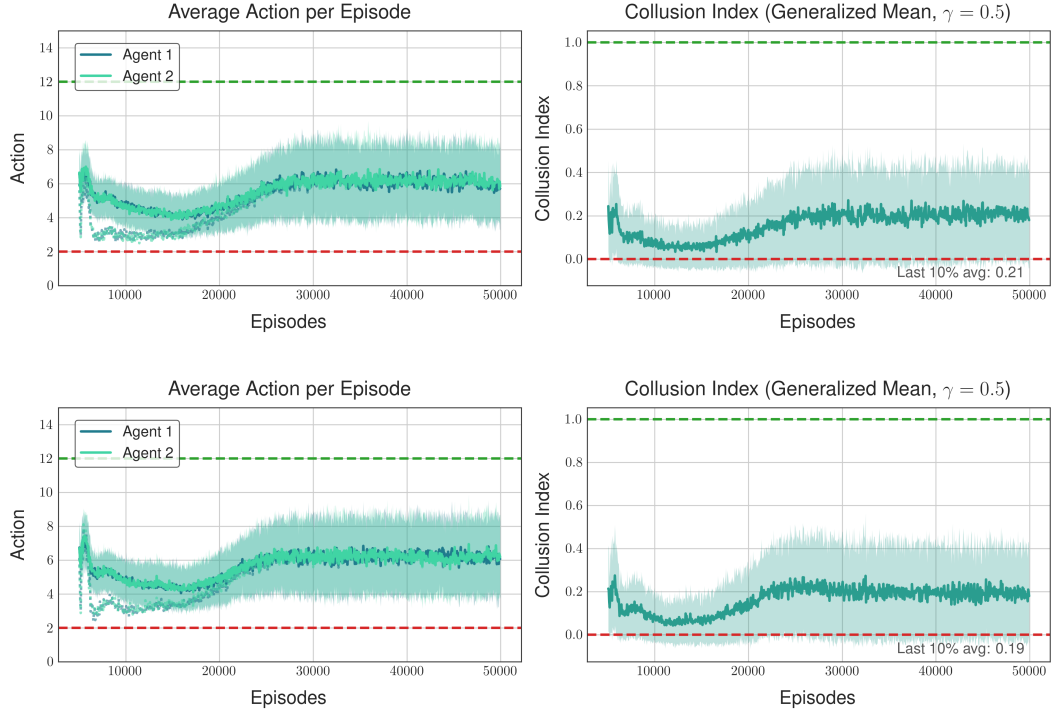 Average Action per Episode
14
12
10
8
6
4
2
0
Action
Agent 1
Agent 2
10000 20000 30000 40000 50000
Episodes
Collusion Index (Generalized Mean, γ = 0.5)
1.0
0.8
0.6
0.4
0.2
0.0
Collusion Index
Last 10% avg: 0.21
10000 20000 30000 40000 50000
Episodes
Average Action per Episode
14
12
10
8
6
4
2
0
Action
Agent 1
Agent 2
10000 20000 30000 40000 50000
Episodes
Collusion Index (Generalized Mean, γ = 0.5)
1.0
0.8
0.6
0.4
0.2
0.0
Collusion Index
Last 10% avg: 0.19
10000 20000 30000 40000 50000
Episodes